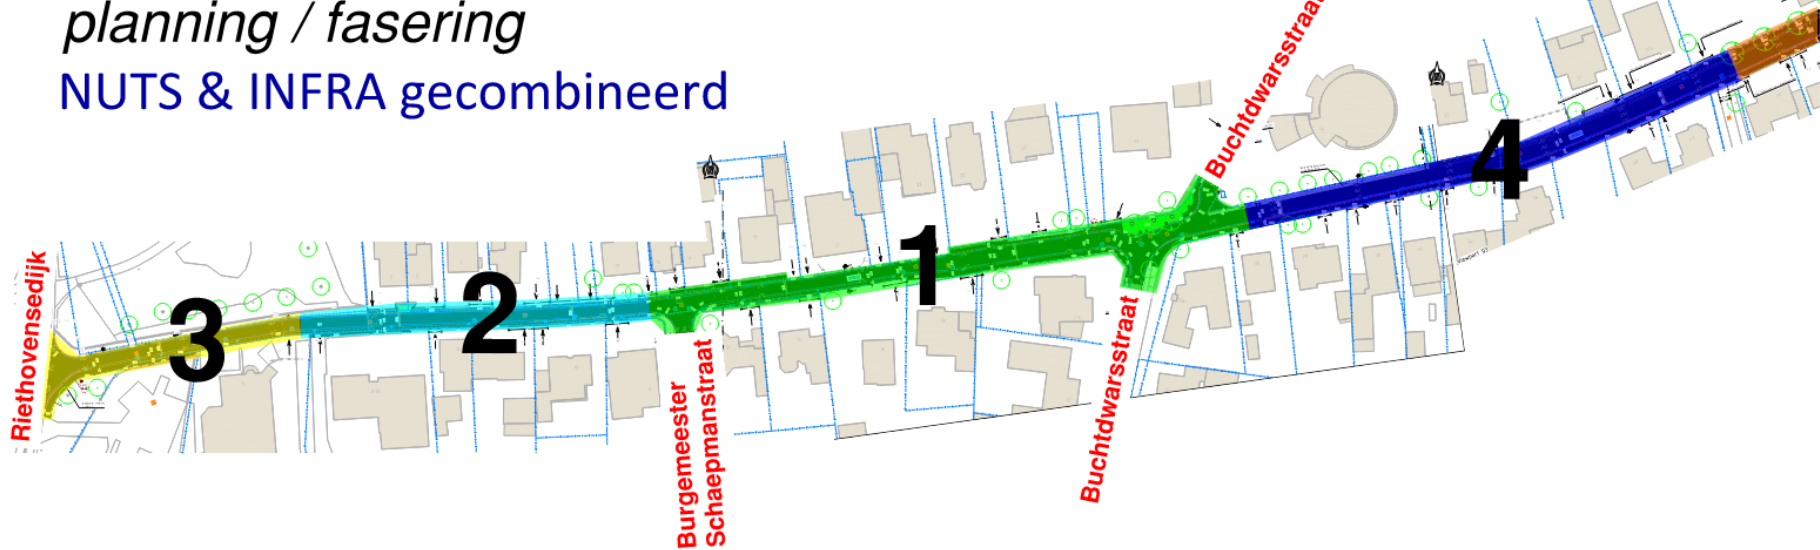 planning / fasering
NUTS & INFRA gecombineerd
Buchtdwarsstraat
4
1
2
3
Riethovensedijk
Burgemeester
Schaepmanstraat
Buchtdwarsstraat